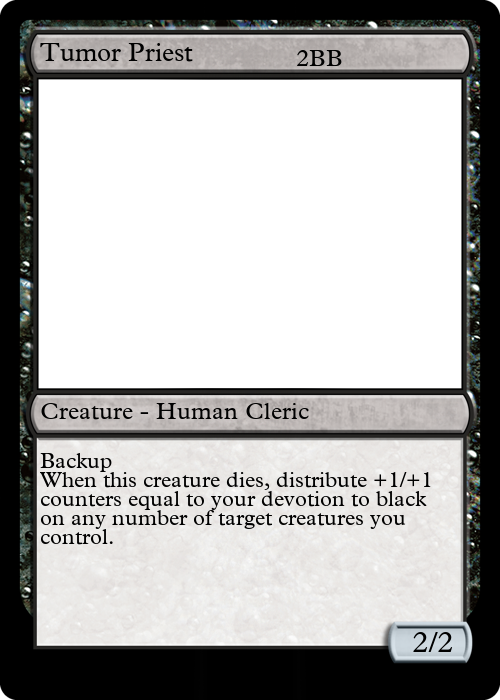 Tumor Priest 2BB
Creature - Human Cleric
Backup
When this creature dies, distribute +1/+1
counters equal to your devotion to black
on any number of target creatures you
control.
2/2